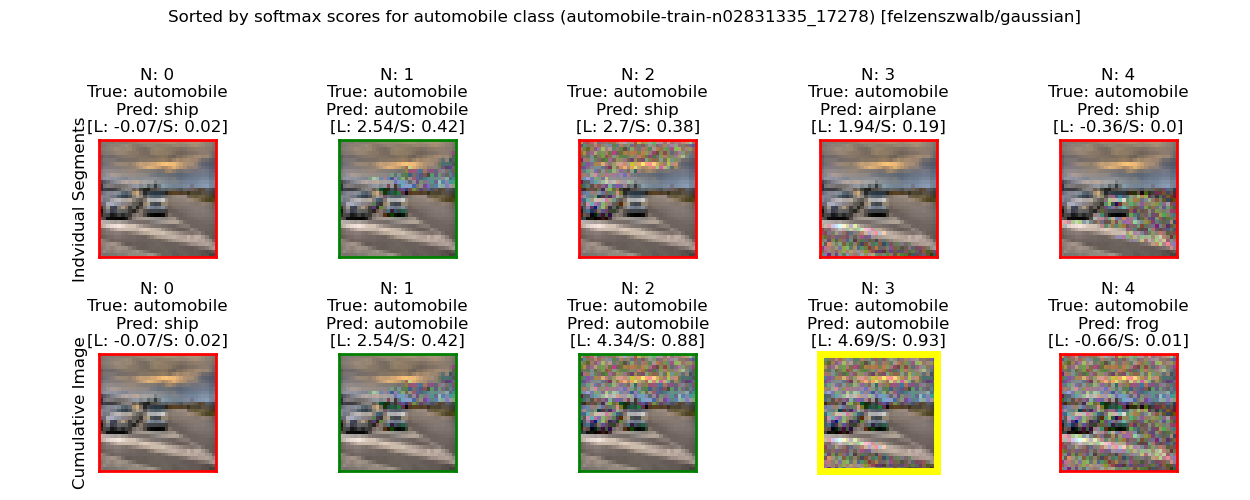 Sorted by softmax scores for automobile class (automobile-train-n02831335_17278) [felzenszwalb/gaussian]
Indvidual Segments
N: 0
True: automobile
Pred: ship
[L: -0.07/S: 0.02]
N: 1
True: automobile
Pred: automobile
[L: 2.54/S: 0.42]
N: 2
True: automobile
Pred: ship
[L: 2.7/S: 0.38]
N: 3
True: automobile
Pred: airplane
[L: 1.94/S: 0.19]
N: 4
True: automobile
Pred: ship
[L: -0.36/S: 0.0]
Cumulative Image
N: 0
True: automobile
Pred: ship
[L: -0.07/S: 0.02]
N: 1
True: automobile
Pred: automobile
[L: 2.54/S: 0.42]
N: 2
True: automobile
Pred: automobile
[L: 4.34/S: 0.88]
N: 3
True: automobile
Pred: automobile
[L: 4.69/S: 0.93]
N: 4
True: automobile
Pred: frog
[L: -0.66/S: 0.01]